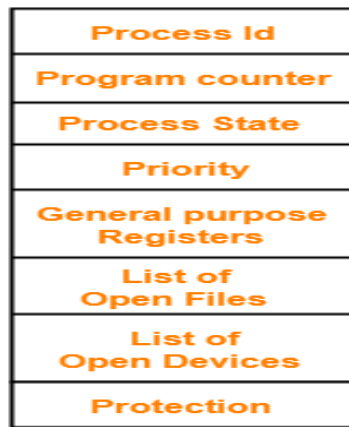 Process Id
Program counter
Process State
Priority
General purpose
Registers
List of
Open Files
List of
Open Devices
Protection